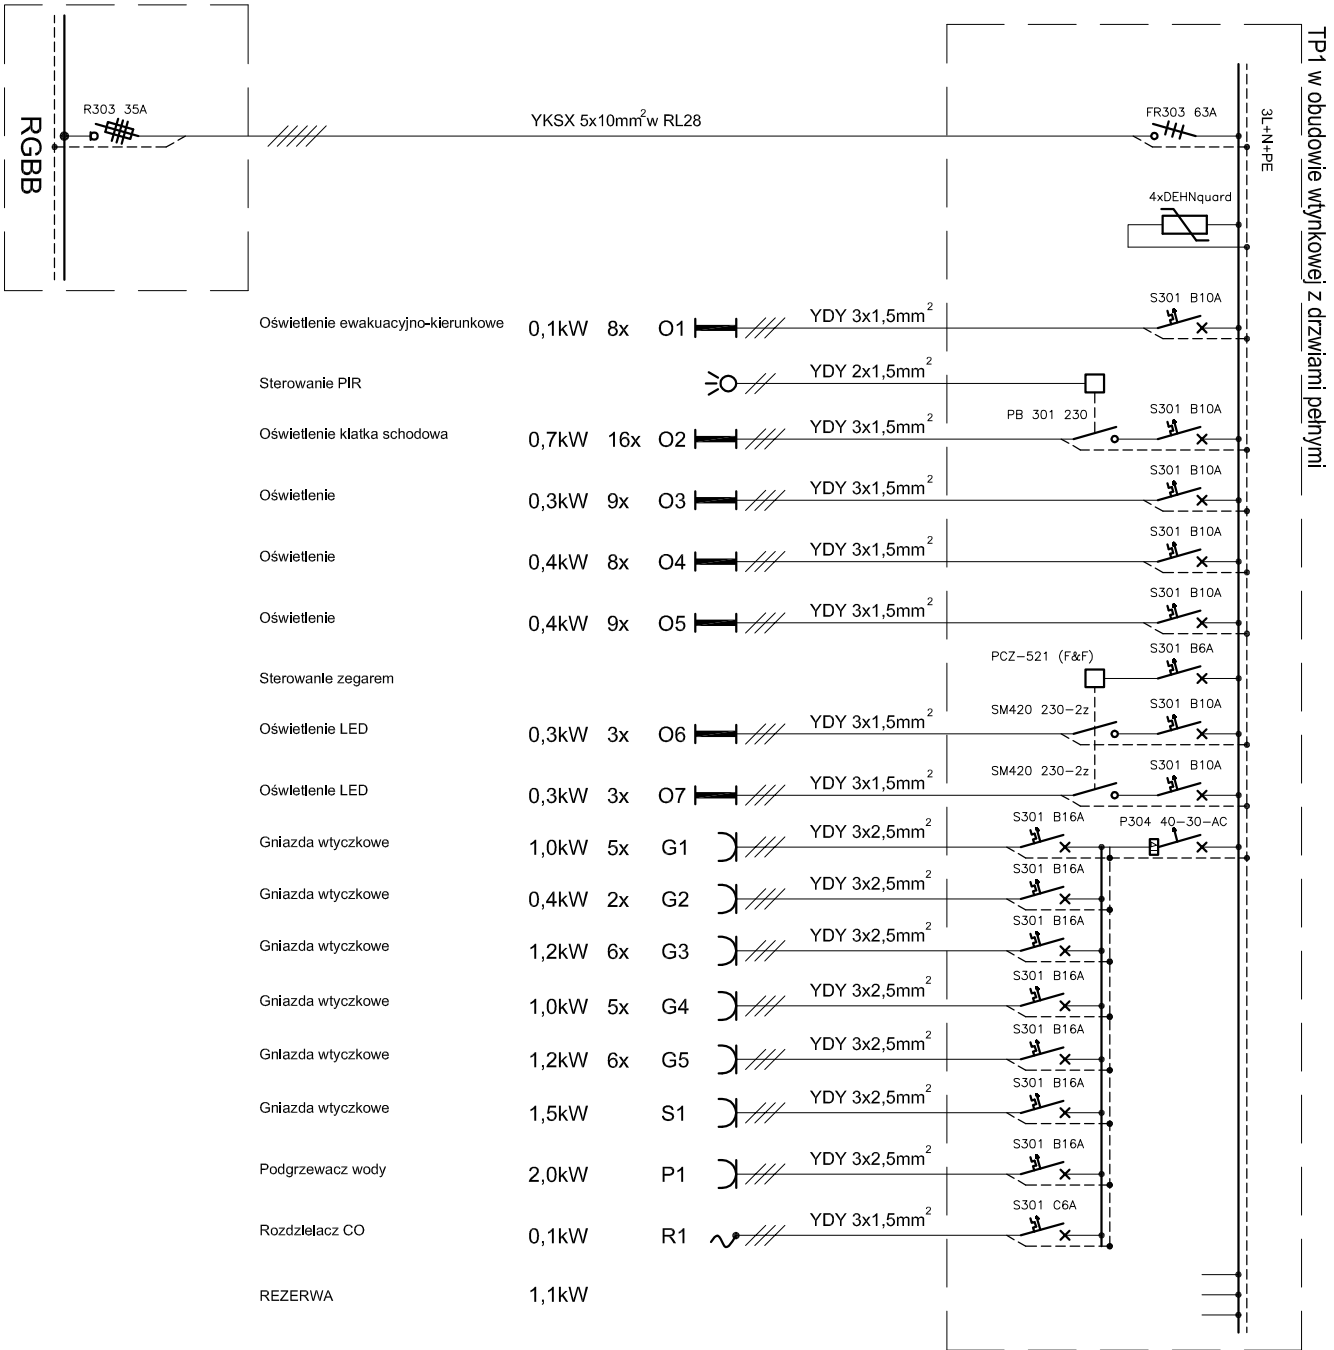 RGBB
R303 35A
YKSX 5x10mm² w RL28
FR303 63A
3L+N+PE
TP1 w obudowie wtynkowej z drzwiami pełnymi
4xDEHNquard
Oświetlenie ewakuacyjno-kierunkowe 0,1kW 8x O1 YDY 3x1,5mm² S301 B10A
Sterowanie PIR YDY 2x1,5mm²
Oświetlenie klatka schodowa 0,7kW 16x O2 YDY 3x1,5mm² PB 301 230 S301 B10A
Oświetlenie 0,3kW 9x O3 YDY 3x1,5mm² S301 B10A
Oświetlenie 0,4kW 8x O4 YDY 3x1,5mm² S301 B10A
Oświetlenie 0,4kW 9x O5 YDY 3x1,5mm² S301 B10A
Sterowanie zegarem PCZ-521 (F&F) S301 B6A
Oświetlenie LED 0,3kW 3x O6 YDY 3x1,5mm² SM420 230-2z S301 B10A
Oświetlenie LED 0,3kW 3x O7 YDY 3x1,5mm² SM420 230-2z S301 B10A
Gniazda wtyczkowe 1,0kW 5x G1 YDY 3x2,5mm² S301 B16A P304 40-30-AC
Gniazda wtyczkowe 0,4kW 2x G2 YDY 3x2,5mm² S301 B16A
Gniazda wtyczkowe 1,2kW 6x G3 YDY 3x2,5mm² S301 B16A
Gniazda wtyczkowe 1,0kW 5x G4 YDY 3x2,5mm² S301 B16A
Gniazda wtyczkowe 1,2kW 6x G5 YDY 3x2,5mm² S301 B16A
Gniazda wtyczkowe 1,5kW S1 YDY 3x2,5mm² S301 B16A
Podgrzewacz wody 2,0kW P1 YDY 3x2,5mm² S301 B16A
Rozdzielacz CO 0,1kW R1 YDY 3x1,5mm² S301 C6A
REZERWA 1,1kW